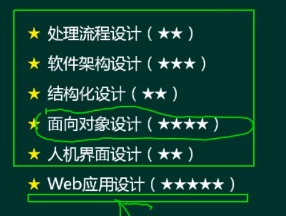 ★ 处理流程设计（★★）
★ 软件架构设计（★★★）
★ 结构化设计（★★）
★ 面向对象设计（★★★★）
★ 人机界面设计（★★）
★ Web应用设计（★★★★★）